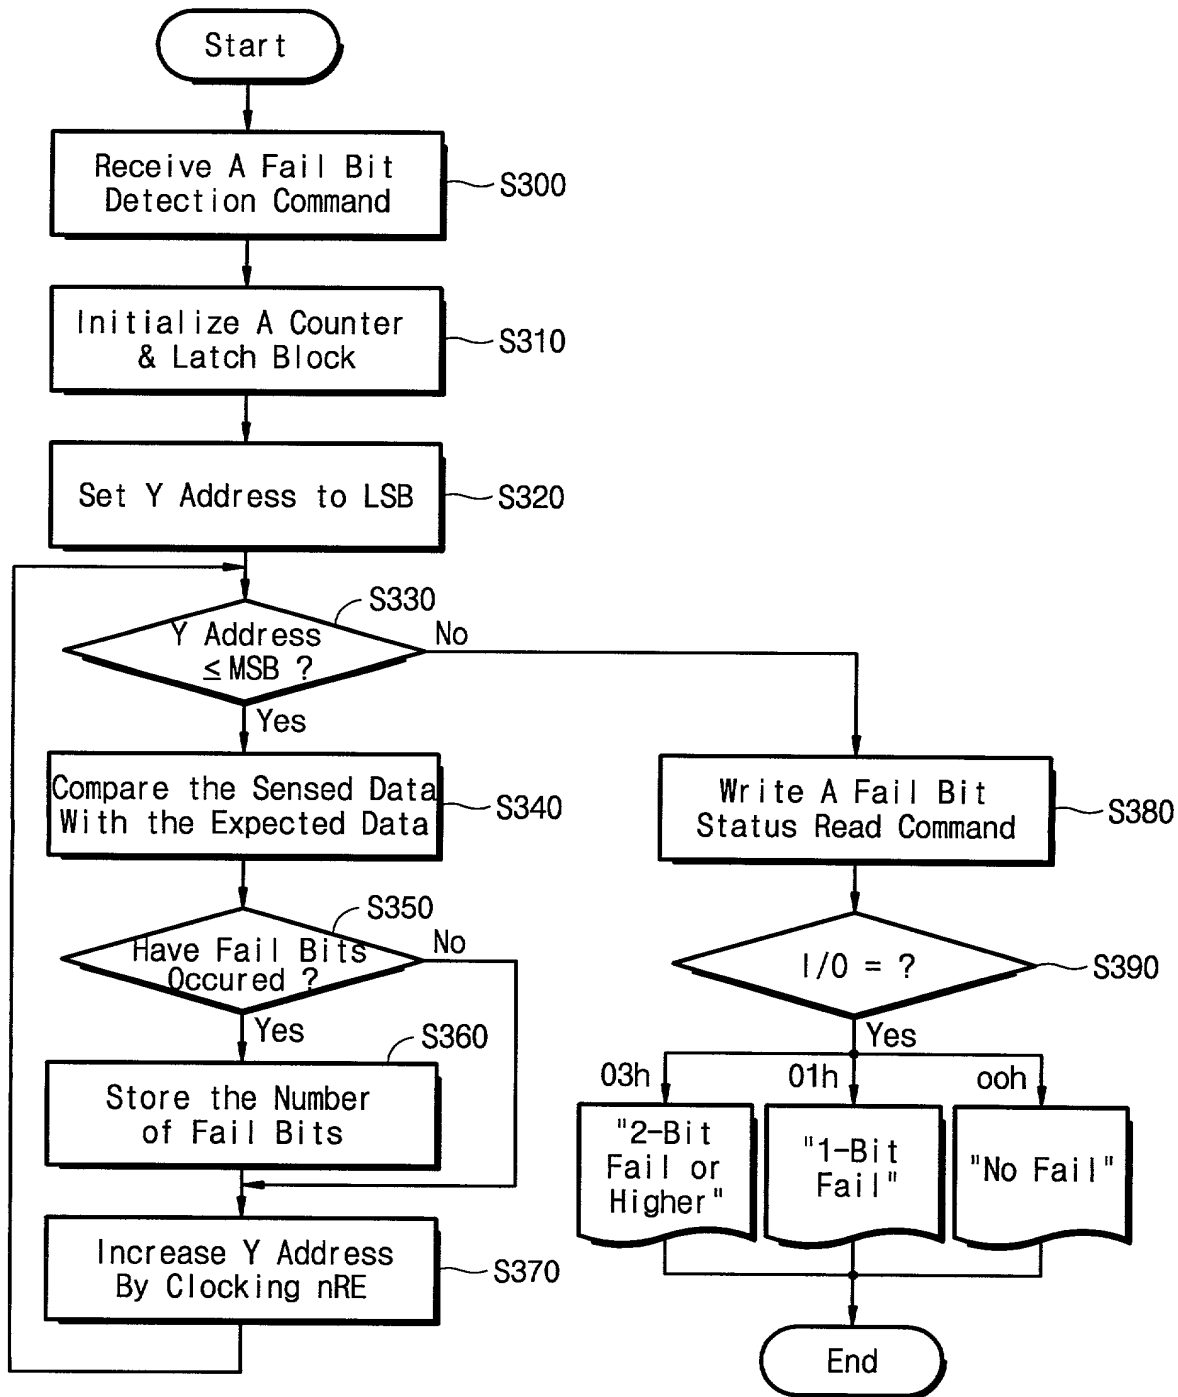 Start
Receive A Fail Bit
Detection Command
S300
Initialize A Counter
& Latch Block
S310
Set Y Address to LSB
S320
S330
Y Address
≤ MSB ?
No
Yes
Compare the Sensed Data
With the Expected Data
S340
S350
Have Fail Bits
Occured ?
No
Yes
S360
Store the Number
of Fail Bits
Increase Y Address
By Clocking nRE
S370
Write A Fail Bit
Status Read Command
S380
I/O = ?
S390
Yes
03h
01h
ooh
"2-Bit
Fail or
Higher"
"1-Bit
Fail"
"No Fail"
End